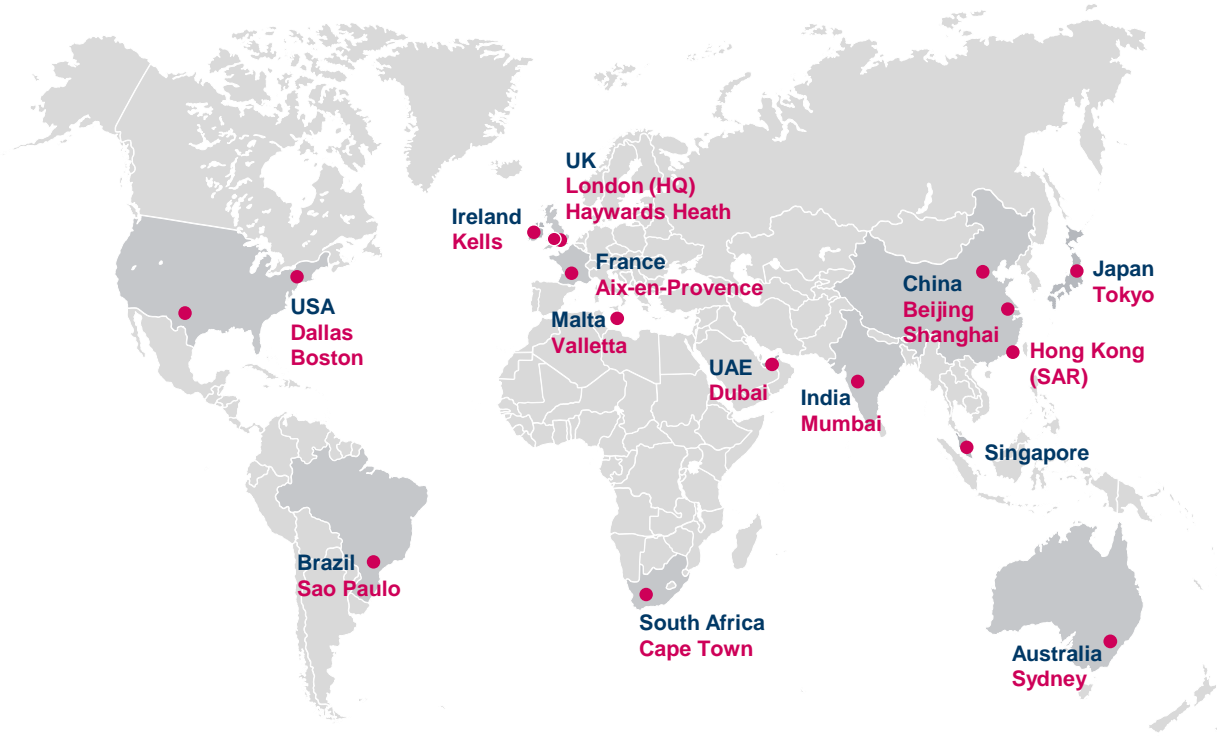 UK
London (HQ)
Haywards Heath
Ireland
Kells
France
Aix-en-Provence
USA
Dallas
Boston
Malta
Valletta
UAE
Dubai
India
Mumbai
China
Beijing
Shanghai
Japan
Tokyo
Hong Kong
(SAR)
Singapore
Brazil
Sao Paulo
South Africa
Cape Town
Australia
Sydney